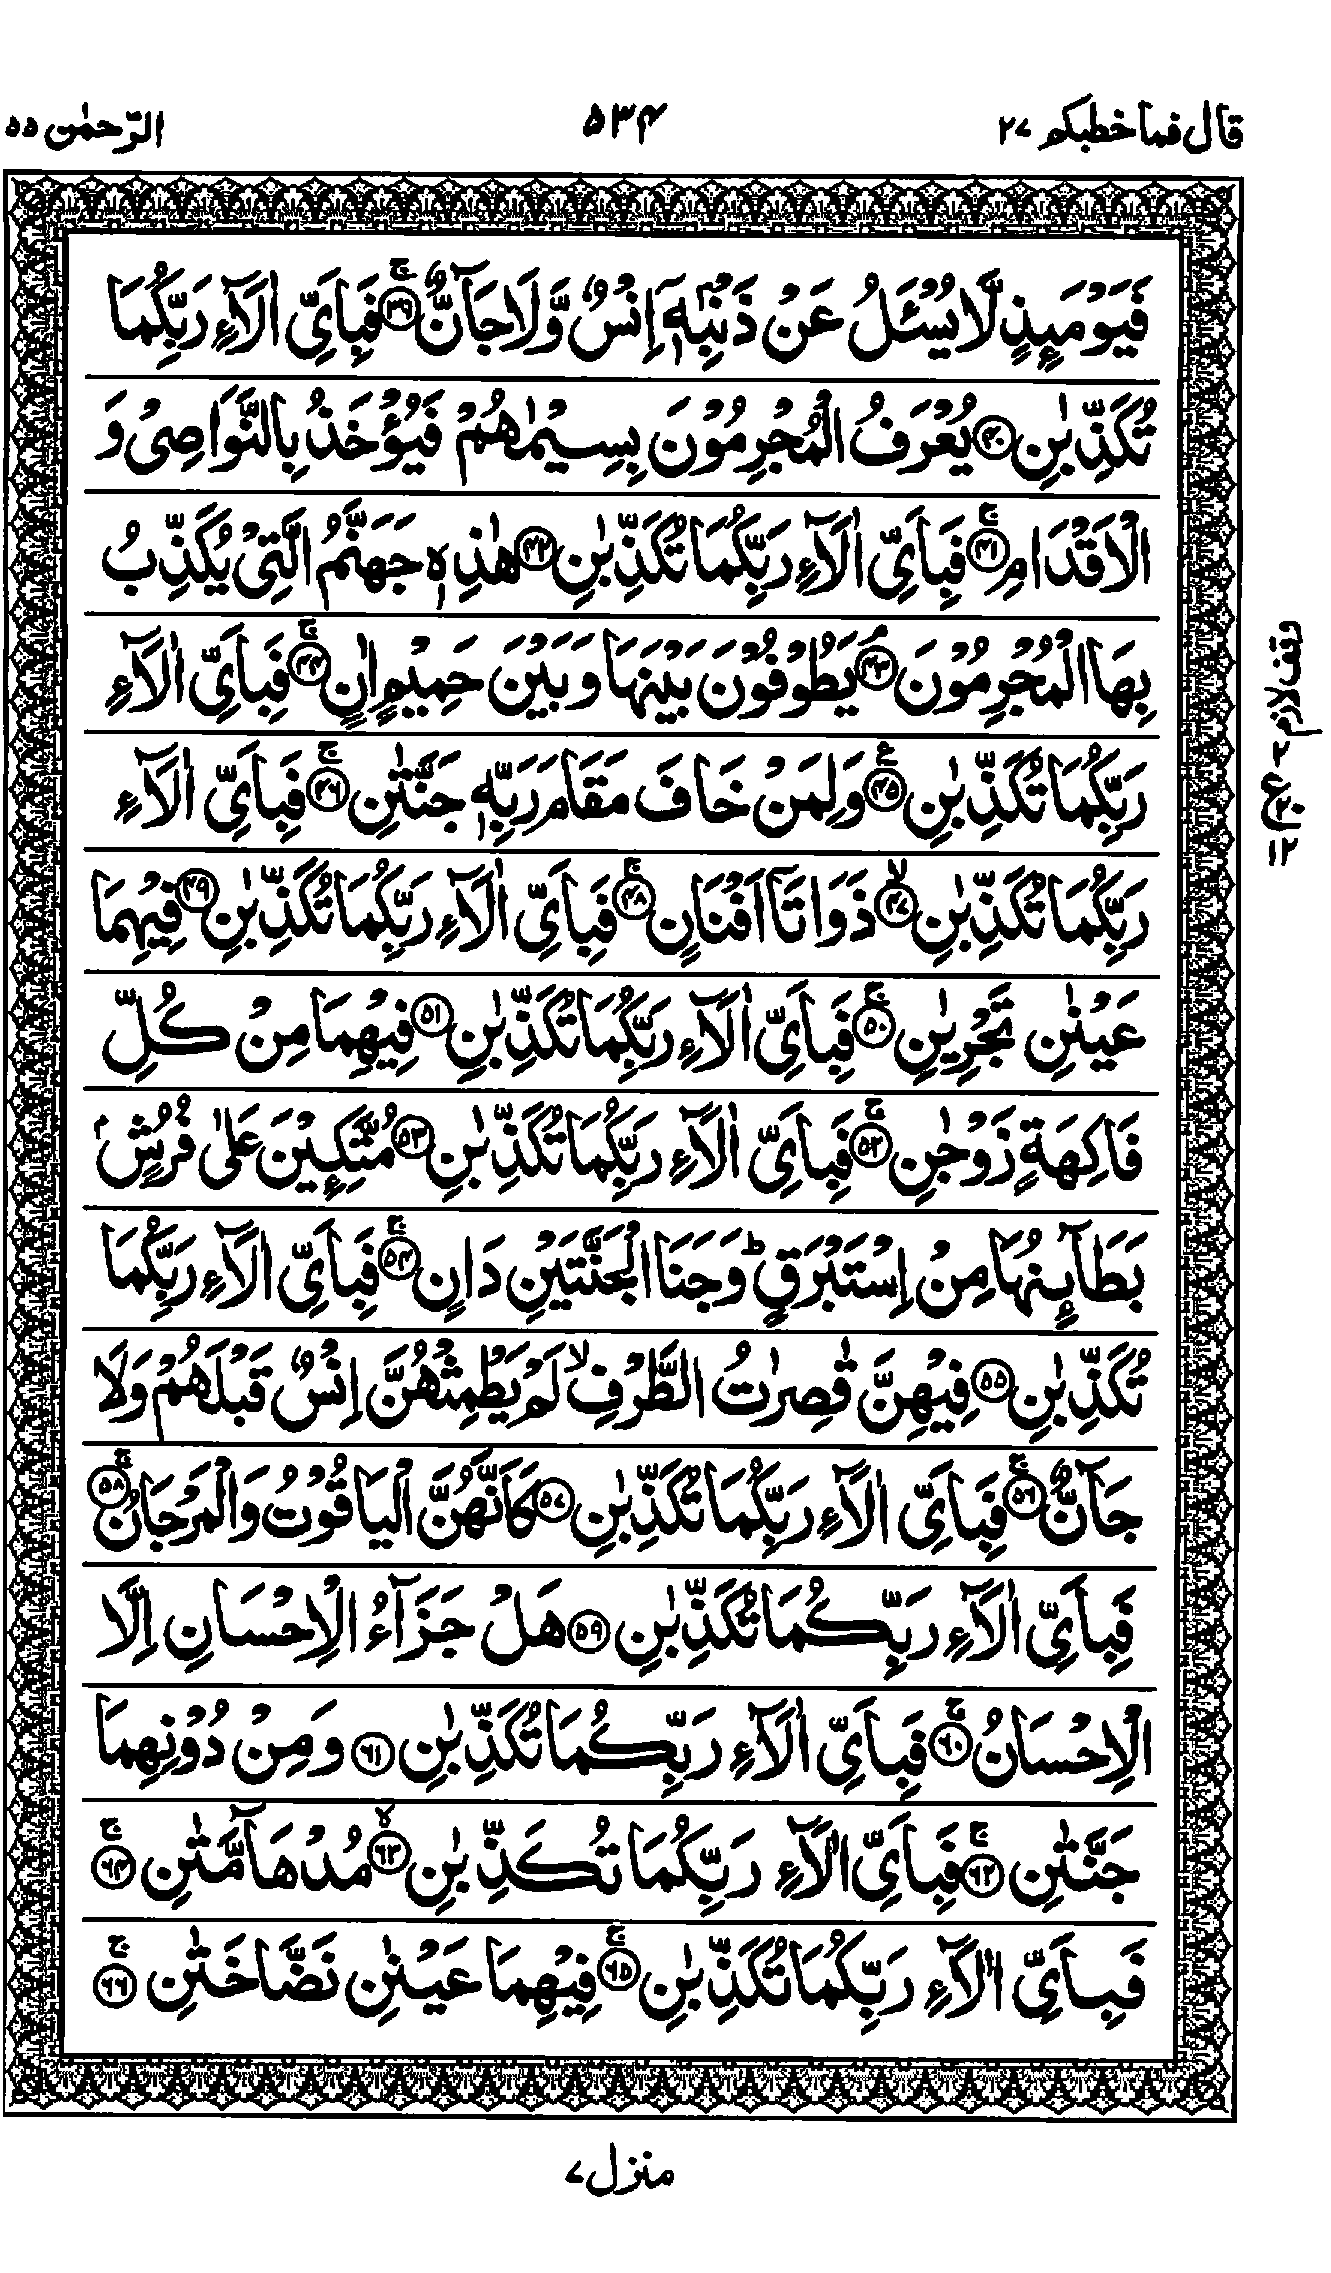 قال فما خطبكم ٢٧ ٥٣٤ الرّحمٰن ٥٥
فَيَوْمَىِٕذٍ لَّا يُسْـَٔلُ عَنْ ذَنْۢبِهٖۤ اِنْسٌ وَّلَا جَآنٌّ ۚ﴿٣٩﴾ فَبِاَىِّ اٰلَآءِ رَبِّكُمَا
تُكَذِّبٰنِ ﴿٤٠﴾ يُعْرَفُ الْمُجْرِمُوْنَ بِسِيْمٰىهُمْ فَيُؤْخَذُ بِالنَّوَاصِىْ وَ
الْاَقْدَامِ ۚ﴿٤١﴾ فَبِاَىِّ اٰلَآءِ رَبِّكُمَا تُكَذِّبٰنِ ﴿٤٢﴾ هٰذِهٖ جَهَنَّمُ الَّتِىْ يُكَذِّبُ
بِهَا الْمُجْرِمُوْنَ ۘ﴿٤٣﴾ يَطُوْفُوْنَ بَيْنَهَا وَبَيْنَ حَمِيْمٍ اٰنٍ ۚ﴿٤٤﴾ فَبِاَىِّ اٰلَآءِ
رَبِّكُمَا تُكَذِّبٰنِ ﴿٤٥﴾ع وَلِمَنْ خَافَ مَقَامَ رَبِّهٖ جَنَّتٰنِ ۚ﴿٤٦﴾ فَبِاَىِّ اٰلَآءِ
رَبِّكُمَا تُكَذِّبٰنِ ۙ﴿٤٧﴾ ذَوَاتَاۤ اَفْنَانٍ ۚ﴿٤٨﴾ فَبِاَىِّ اٰلَآءِ رَبِّكُمَا تُكَذِّبٰنِ ﴿٤٩﴾ فِيْهِمَا
عَيْنٰنِ تَجْرِيٰنِ ۚ﴿٥٠﴾ فَبِاَىِّ اٰلَآءِ رَبِّكُمَا تُكَذِّبٰنِ ﴿٥١﴾ فِيْهِمَا مِنْ كُلِّ
فَاكِهَةٍ زَوْجٰنِ ۚ﴿٥٢﴾ فَبِاَىِّ اٰلَآءِ رَبِّكُمَا تُكَذِّبٰنِ ﴿٥٣﴾ مُتَّكِـِٕيْنَ عَلٰى فُرُشٍۭ
بَطَآىِٕنُهَا مِنْ اِسْتَبْرَقٍ ؕ وَجَنَا الْجَنَّتَيْنِ دَانٍ ۚ﴿٥٤﴾ فَبِاَىِّ اٰلَآءِ رَبِّكُمَا
تُكَذِّبٰنِ ﴿٥٥﴾ فِيْهِنَّ قٰصِرٰتُ الطَّرْفِ ۙ لَمْ يَطْمِثْهُنَّ اِنْسٌ قَبْلَهُمْ وَلَا
جَآنٌّ ۚ﴿٥٦﴾ فَبِاَىِّ اٰلَآءِ رَبِّكُمَا تُكَذِّبٰنِ ﴿٥٧﴾ كَاَنَّهُنَّ الْيَاقُوْتُ وَالْمَرْجَانُ ۚ﴿٥٨﴾
فَبِاَىِّ اٰلَآءِ رَبِّكُمَا تُكَذِّبٰنِ ﴿٥٩﴾ هَلْ جَزَآءُ الْاِحْسَانِ اِلَّا
الْاِحْسَانُ ۚ﴿٦٠﴾ فَبِاَىِّ اٰلَآءِ رَبِّكُمَا تُكَذِّبٰنِ ﴿٦١﴾ وَمِنْ دُوْنِهِمَا
جَنَّتٰنِ ۚ﴿٦٢﴾ فَبِاَىِّ اٰلَآءِ رَبِّكُمَا تُكَذِّبٰنِ ۙ﴿٦٣﴾ مُدْهَآمَّتٰنِ ۚ﴿٦٤﴾
فَبِاَىِّ اٰلَآءِ رَبِّكُمَا تُكَذِّبٰنِ ۚ﴿٦٥﴾ فِيْهِمَا عَيْنٰنِ نَضَّاخَتٰنِ ۚ﴿٦٦﴾
وقف لازم
منزل ٧